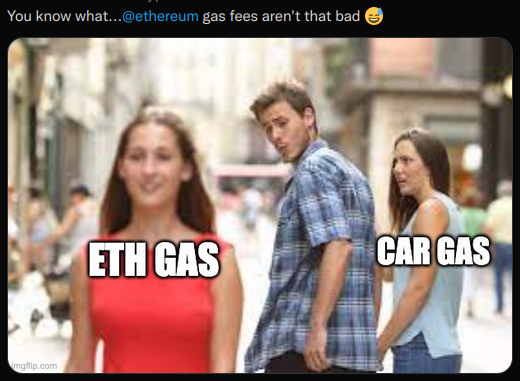 You know what...@ethereum gas fees aren't that bad 😅
ETH GAS
CAR GAS
imgflip.com